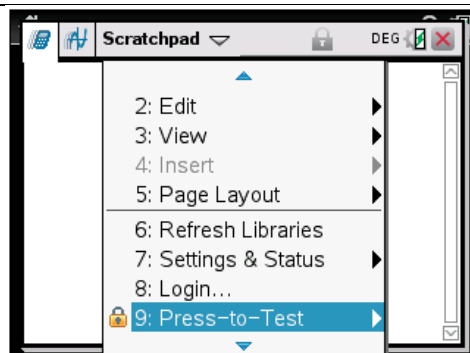 Scratchpad
DEG
2: Edit
3: View
4: Insert
5: Page Layout
6: Refresh Libraries
7: Settings & Status
8: Login...
9: Press-to-Test